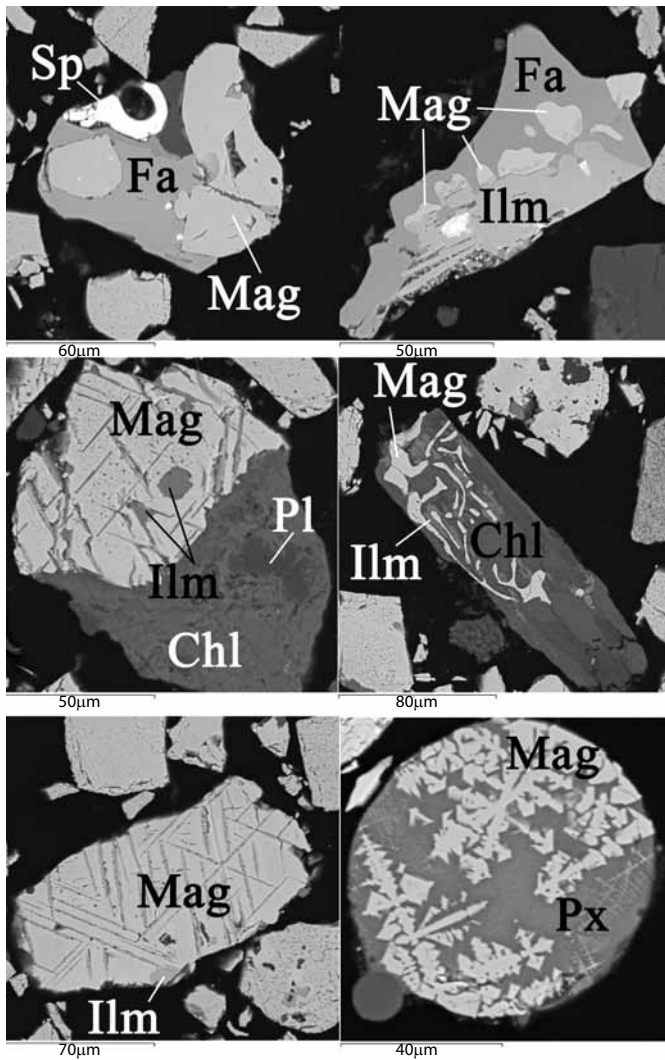 Sp
Fa
Mag
60µm
Fa
Mag
Ilm
50µm
Mag
Pl
Ilm
Chl
50µm
Mag
Ilm
Chl
80µm
Mag
Ilm
70µm
Mag
Px
40µm